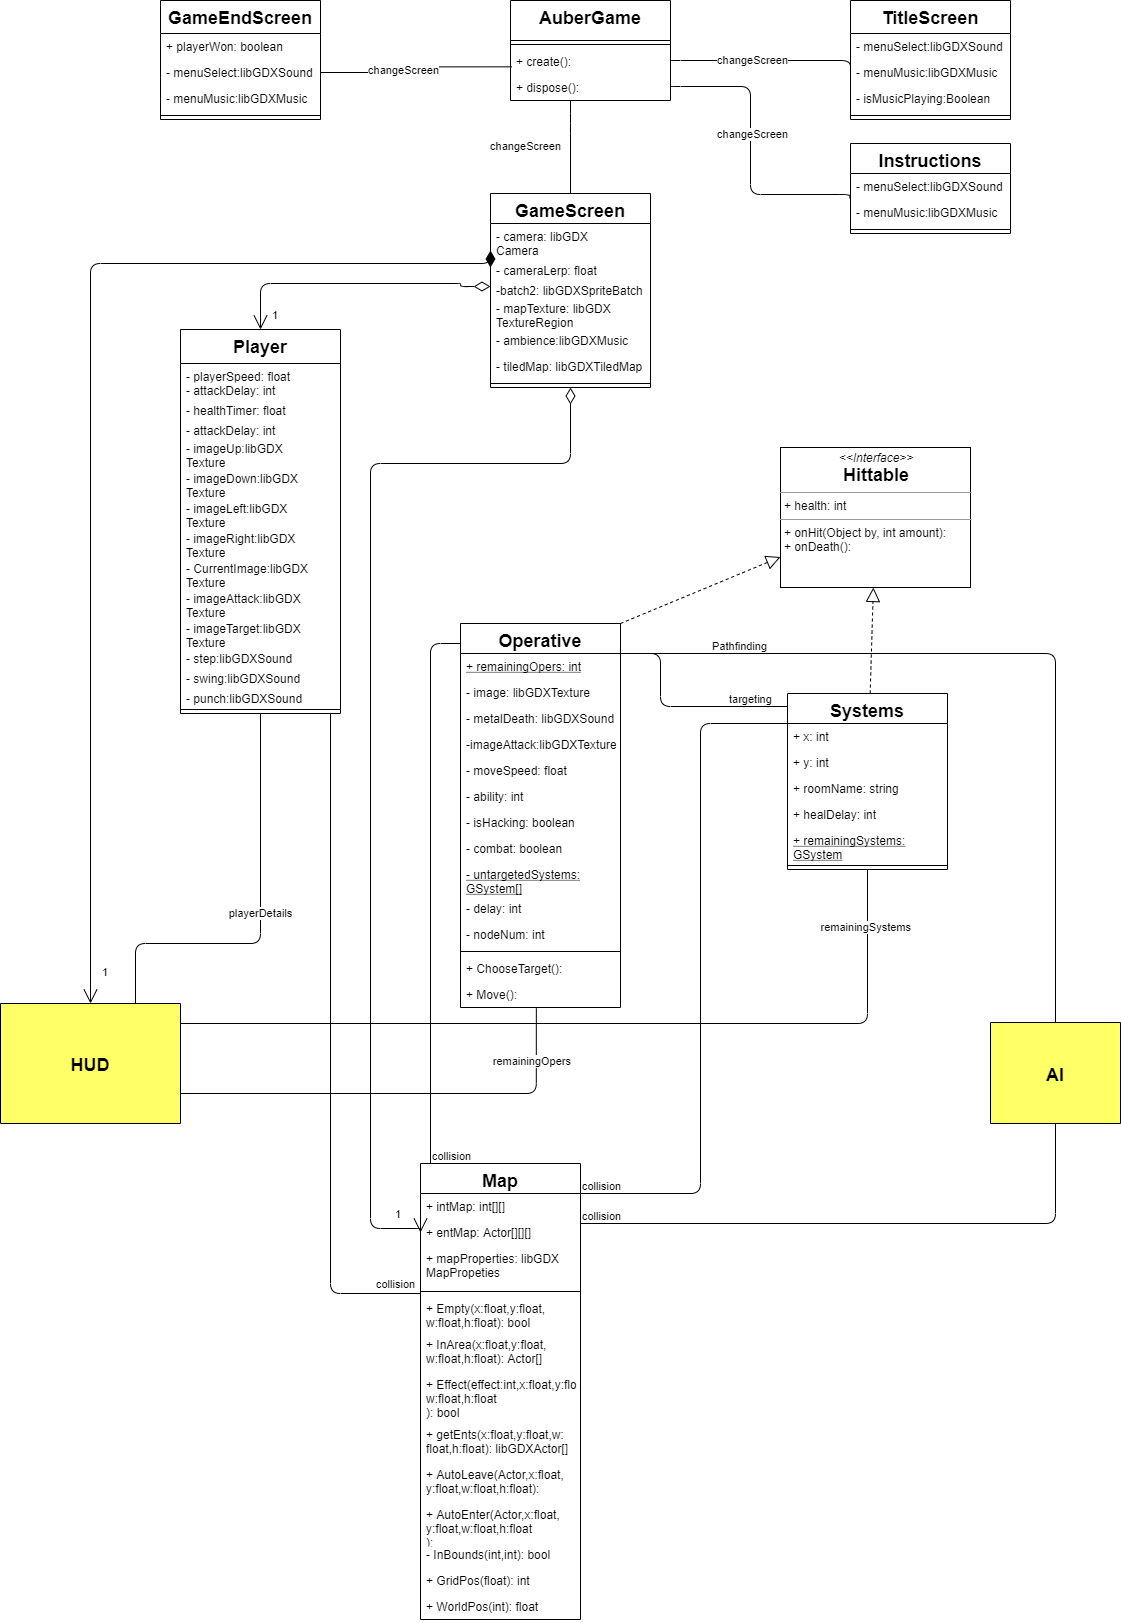 GameEndScreen
+ playerWon: boolean
- menuSelect:libGDXSound
- menuMusic:libGDXMusic
changeScreen
AuberGame
+ create():
+ dispose():
changeScreen
TitleScreen
- menuSelect:libGDXSound
- menuMusic:libGDXMusic
- isMusicPlaying:Boolean
changeScreen
changeScreen
Instructions
- menuSelect:libGDXSound
- menuMusic:libGDXMusic
GameScreen
- camera: libGDX
Camera
- cameraLerp: float
-batch2: libGDXSpriteBatch
- mapTexture: libGDX
TextureRegion
- ambience:libGDXMusic
- tiledMap: libGDXTiledMap
1
Player
- playerSpeed: float
- attackDelay: int
- healthTimer: float
- attackDelay: int
- imageUp:libGDX
Texture
- imageDown:libGDX
Texture
- imageLeft:libGDX
Texture
- imageRight:libGDX
Texture
- CurrentImage:libGDX
Texture
- imageAttack:libGDX
Texture
- imageTarget:libGDX
Texture
- step:libGDXSound
- swing:libGDXSound
- punch:libGDXSound
<<Interface>>
Hittable
+ health: int
+ onHit(Object by, int amount):
+ onDeath():
Operative
+ remainingOpers: int
- image: libGDXTexture
- metalDeath: libGDXSound
-imageAttack:libGDXTexture
- moveSpeed: float
- ability: int
- isHacking: boolean
- combat: boolean
- untargetedSystems:
GSystem[]
- delay: int
- nodeNum: int
+ ChooseTarget():
+ Move():
Pathfinding
targeting
Systems
+ x: int
+ y: int
+ roomName: string
+ healDelay: int
+ remainingSystems:
GSystem
playerDetails
remainingSystems
1
HUD
remainingOpers
AI
collision
collision
collision
1
collision
Map
+ intMap: int[][]
+ entMap: Actor[][][]
+ mapProperties: libGDX
MapPropeties
+ Empty(x:float,y:float,
w:float,h:float): bool
+ InArea(x:float,y:float,
w:float,h:float): Actor[]
+ Effect(effect:int,x:float,y:flo
w:float,h:float
): bool
+ getEnts(x:float,y:float,w:
float,h:float): libGDXActor[]
+ AutoLeave(Actor,x:float,
y:float,w:float,h:float):
+ AutoEnter(Actor,x:float,
y:float,w:float,h:float
):
- InBounds(int,int): bool
+ GridPos(float): int
+ WorldPos(int): float